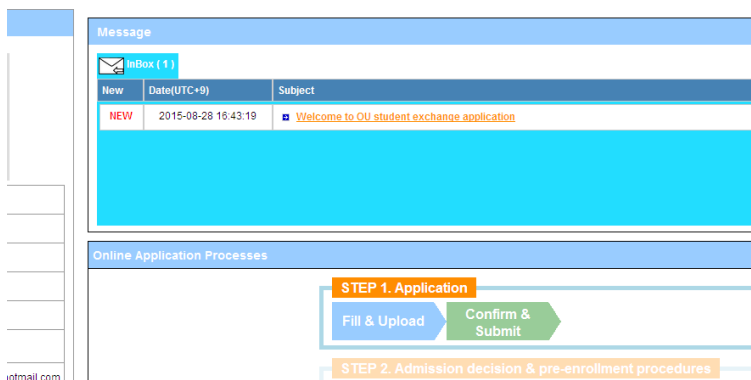 Message
InBox ( 1 )
New Date(UTC+9) Subject
NEW 2015-08-28 16:43:19 Welcome to OU student exchange application
Online Application Processes
STEP 1. Application
Fill & Upload
Confirm &
Submit
STEP 2. Admission decision & pre-enrollment procedures
otmail.com